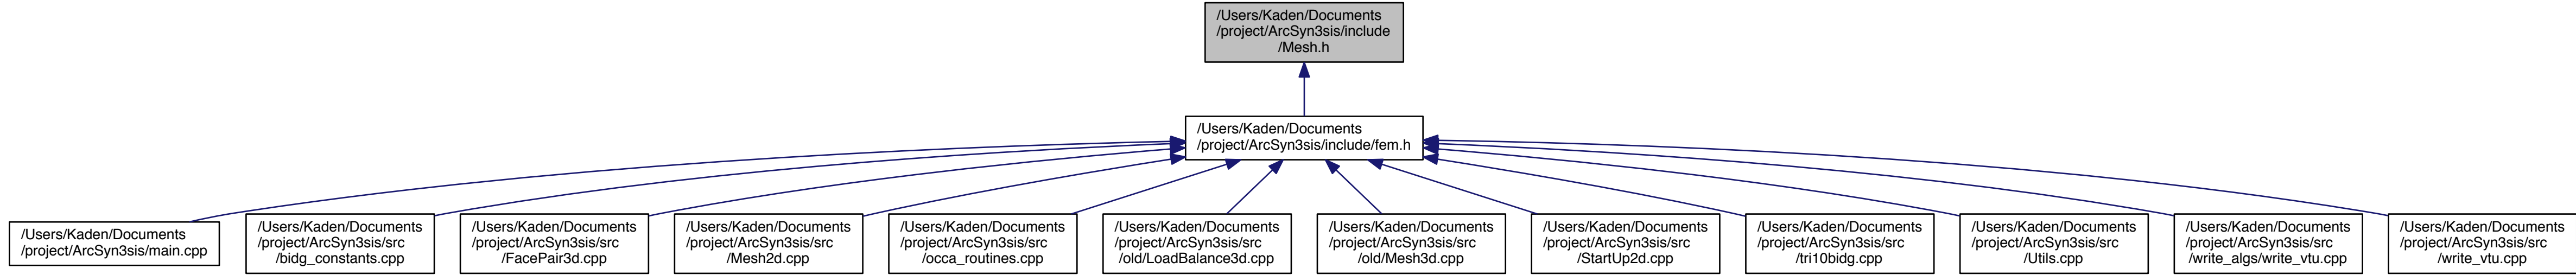 /Users/Kaden/Documents
/project/ArcSyn3sis/include
/Mesh.h
/Users/Kaden/Documents
/project/ArcSyn3sis/include/fem.h
/Users/Kaden/Documents
/project/ArcSyn3sis/main.cpp
/Users/Kaden/Documents
/project/ArcSyn3sis/src
/bidg_constants.cpp
/Users/Kaden/Documents
/project/ArcSyn3sis/src
/FacePair3d.cpp
/Users/Kaden/Documents
/project/ArcSyn3sis/src
/Mesh2d.cpp
/Users/Kaden/Documents
/project/ArcSyn3sis/src
/occa_routines.cpp
/Users/Kaden/Documents
/project/ArcSyn3sis/src
/old/LoadBalance3d.cpp
/Users/Kaden/Documents
/project/ArcSyn3sis/src
/old/Mesh3d.cpp
/Users/Kaden/Documents
/project/ArcSyn3sis/src
/StartUp2d.cpp
/Users/Kaden/Documents
/project/ArcSyn3sis/src
/tri10bidg.cpp
/Users/Kaden/Documents
/project/ArcSyn3sis/src
/Utils.cpp
/Users/Kaden/Documents
/project/ArcSyn3sis/src
/write_algs/write_vtu.cpp
/Users/Kaden/Documents
/project/ArcSyn3sis/src
/write_vtu.cpp